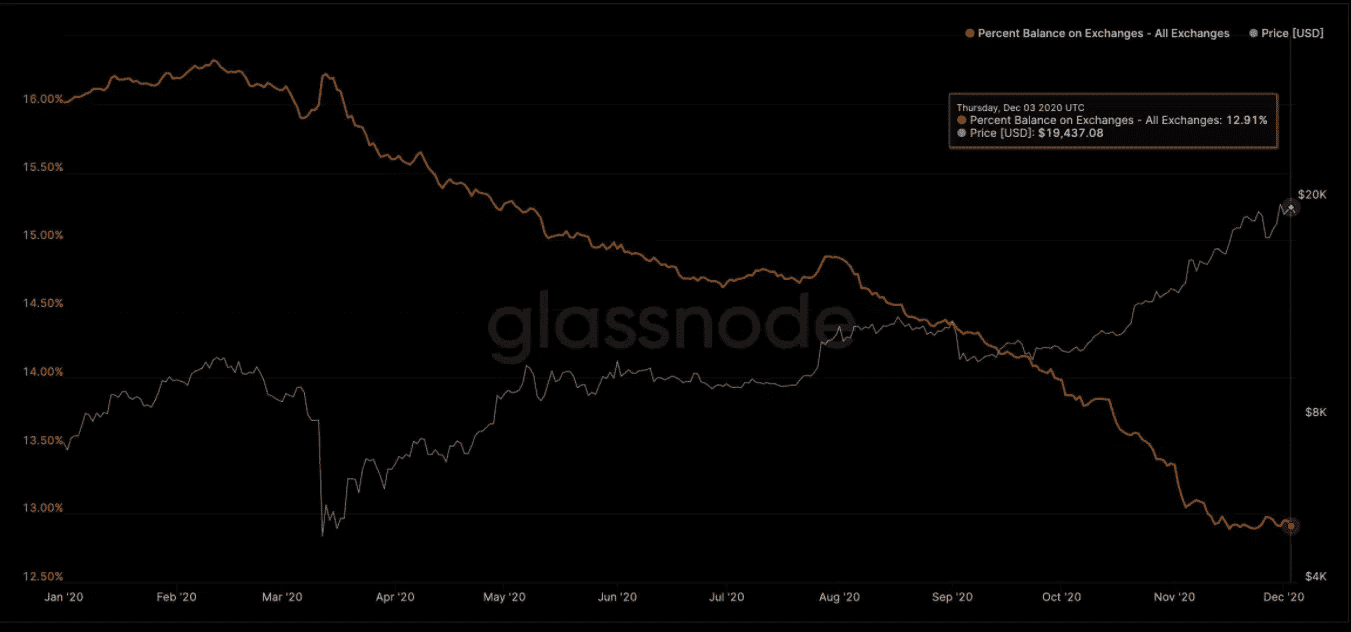 Percent Balance on Exchanges - All Exchanges Price [USD]
16.00%
Thursday, Dec 03 2020 UTC
Percent Balance on Exchanges - All Exchanges: 12.91%
Price [USD]: $19,437.08
15.50%
$20K
15.00%
14.50%
glassnode
14.00%
$8K
13.50%
13.00%
12.50%
$4K
Jan '20 Feb '20 Mar '20 Apr '20 May '20 Jun '20 Jul '20 Aug '20 Sep '20 Oct '20 Nov '20 Dec '20